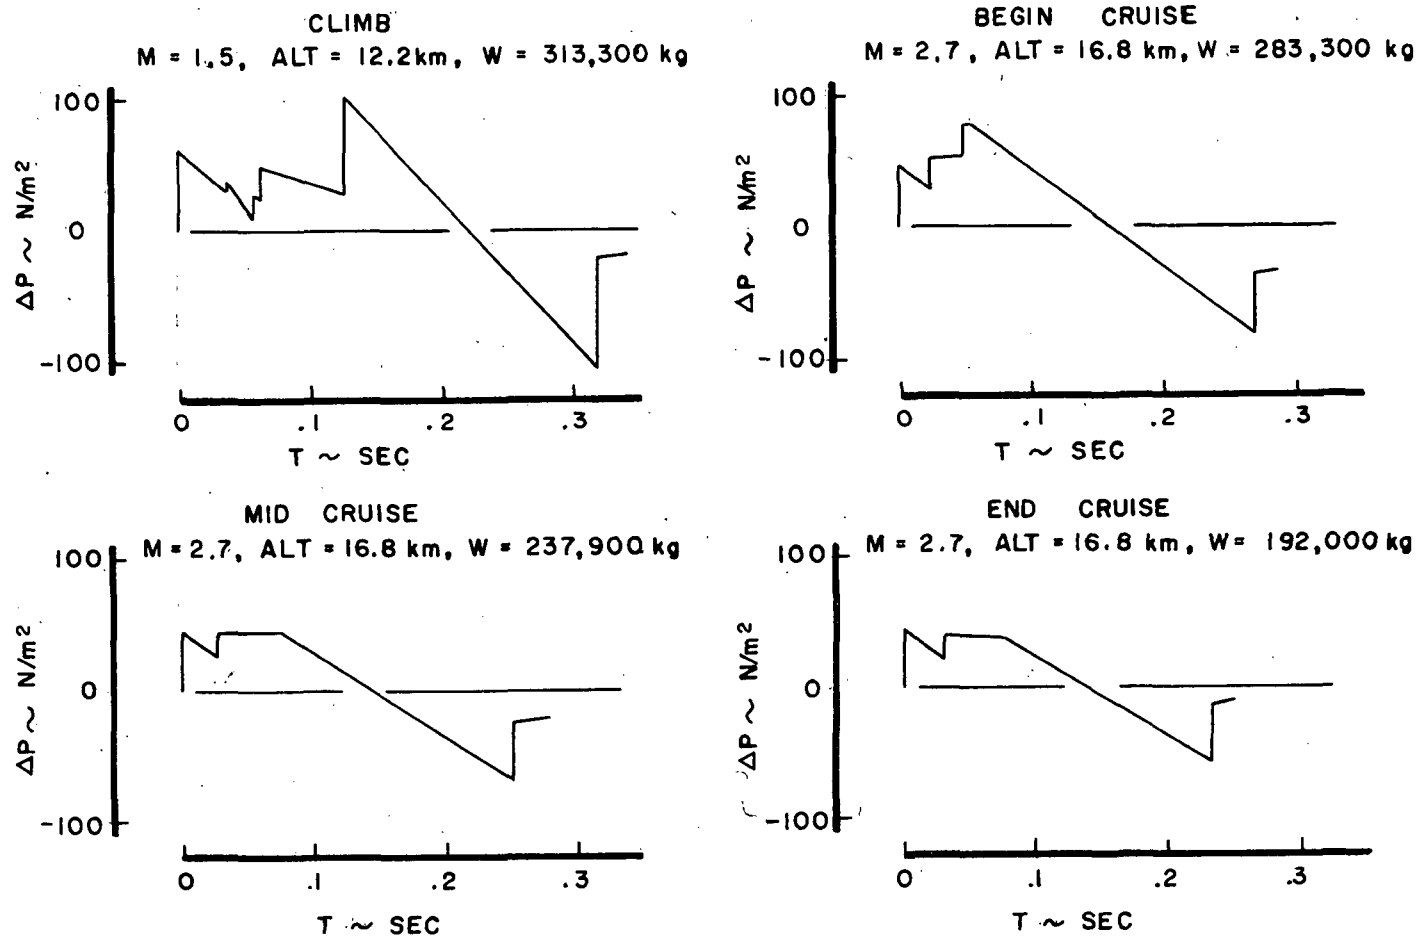 CLIMB
M = 1.5, ALT = 12.2km, W = 313,300 kg
100
0
-100
ΔP ~ N/m²
0 .1 .2 .3
T ~ SEC
BEGIN CRUISE
M = 2.7, ALT = 16.8 km, W = 283,300 kg
100
0
-100
ΔP ~ N/m²
0 .1 .2 .3
T ~ SEC
MID CRUISE
M = 2.7, ALT = 16.8 km, W = 237,900 kg
100
0
-100
ΔP ~ N/m²
0 .1 .2 .3
T ~ SEC
END CRUISE
M = 2.7, ALT = 16.8 km, W = 192,000 kg
100
0
-100
ΔP ~ N/m²
0 .1 .2 .3
T ~ SEC